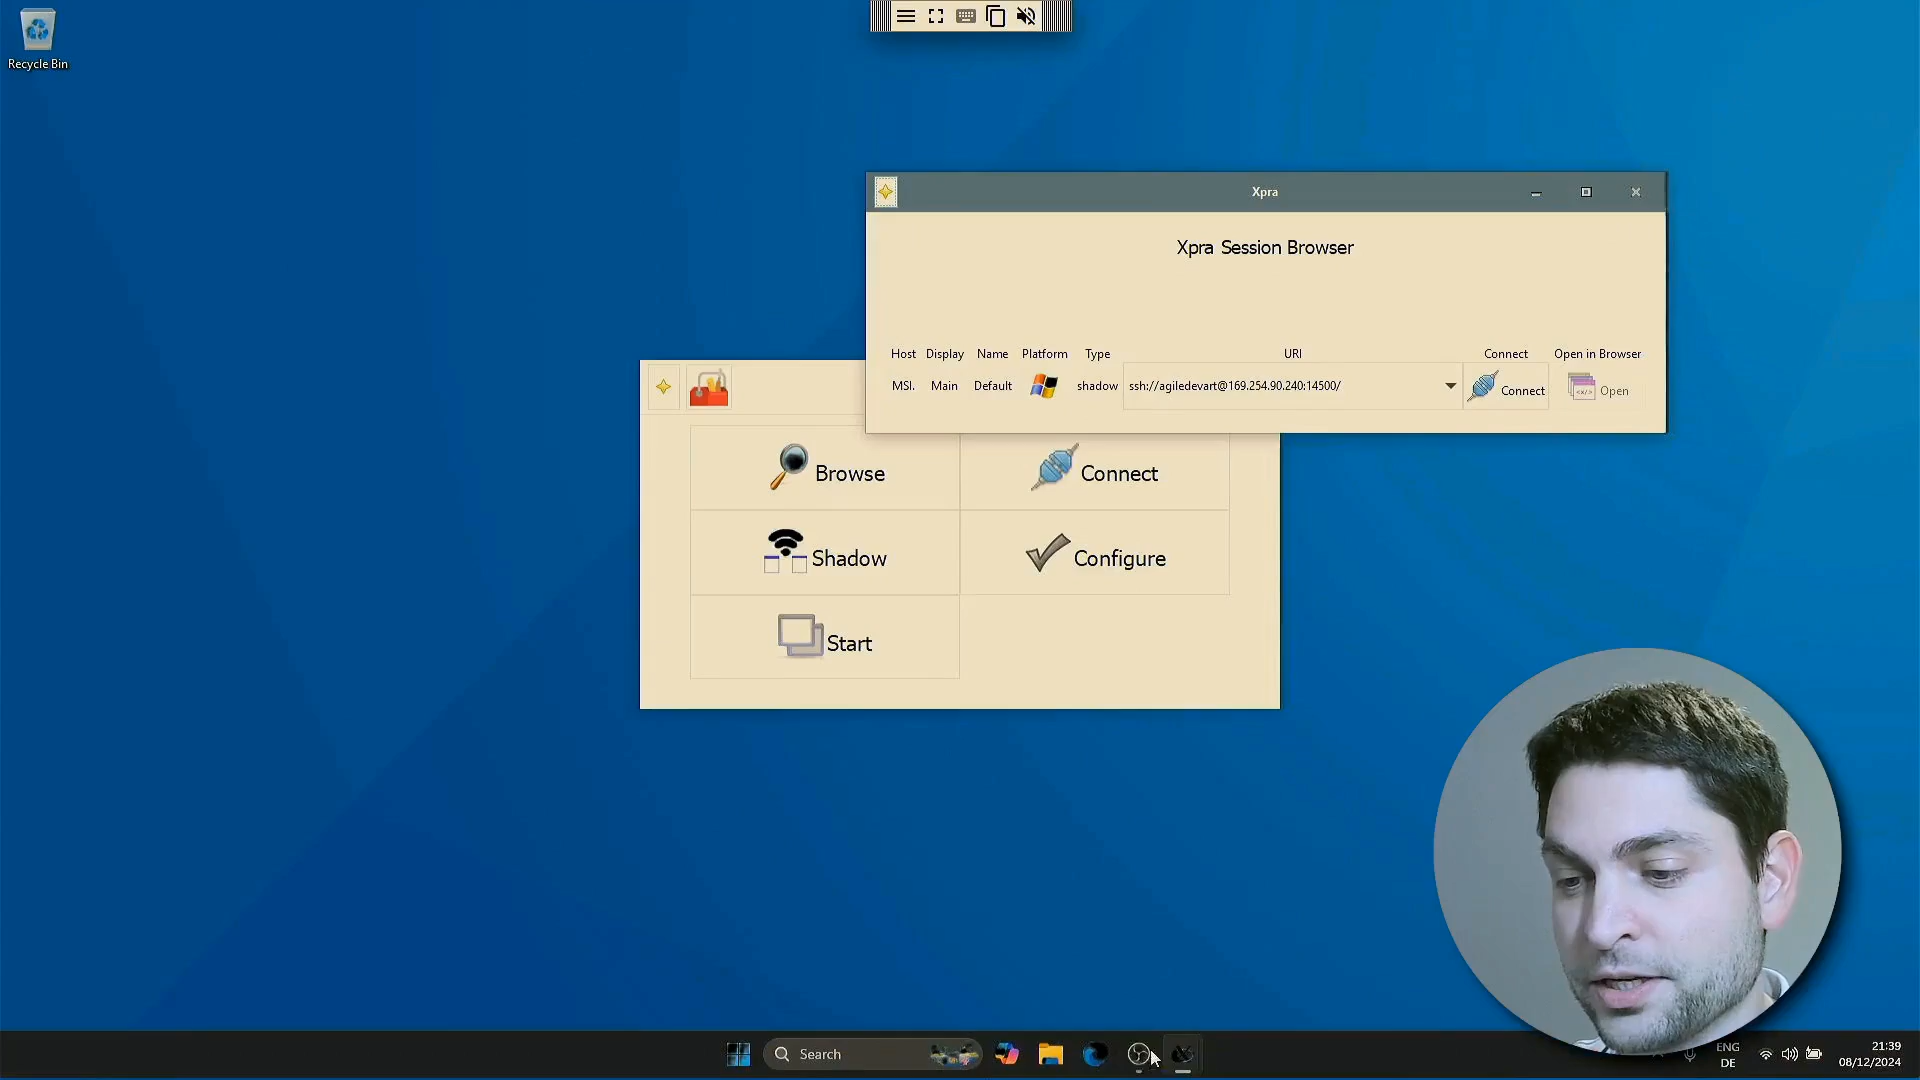 Recycle Bin
Xpra
Xpra Session Browser
Host Display Name Platform Type URI Connect Open in Browser
MSI. Main Default shadow ssh://agiledevart@169.254.90.240:14500/ Connect Open
Browse
Connect
Shadow
Configure
Start
Search
ENG
DE
21:39
08/12/2024